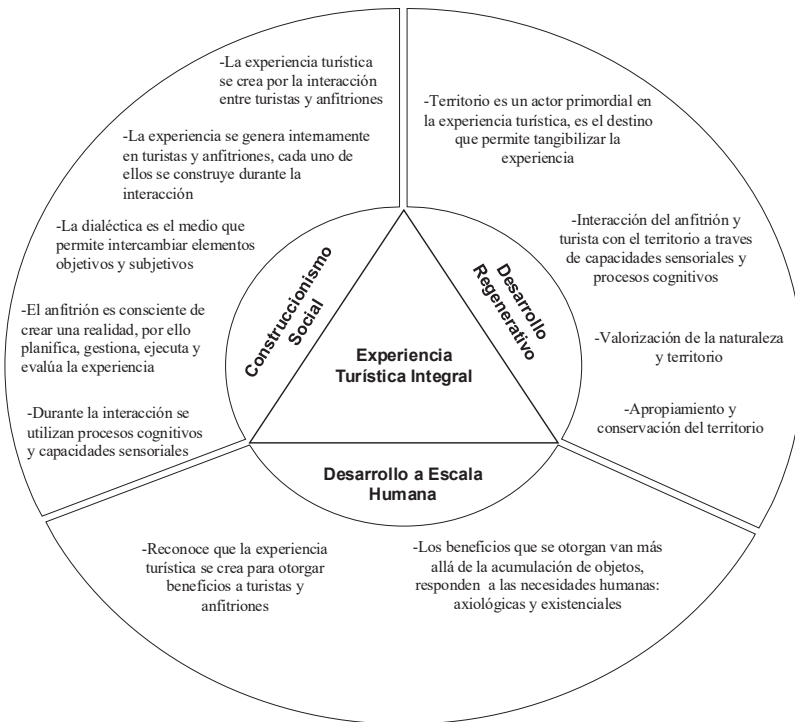 -La experiencia turística
se crea por la interacción
entre turistas y anfitriones
-La experiencia se genera internamente
en turistas y anfitriones, cada uno de
ellos se construye durante la
interacción
-La dialéctica es el medio que
permite intercambiar elementos
objetivos y subjetivos
-El anfitrión es consciente de
crear una realidad, por ello
planifica, gestiona, ejecuta y
evalúa la experiencia
-Durante la interacción se
utilizan procesos cognitivos
y capacidades sensoriales
Construccionismo
Social
-Territorio es un actor primordial en
la experiencia turística, es el destino
que permite tangibilizar la
experiencia
-Interacción del anfitrión y
turista con el territorio a traves
de capacidades sensoriales y
procesos cognitivos
-Valorización de la naturaleza
y territorio
-Apropiamiento y
conservación del territorio
Desarrollo
Regenerativo
Experiencia
Turística Integral
Desarrollo a Escala
Humana
-Reconoce que la experiencia
turística se crea para otorgar
beneficios a turistas y
anfitriones
-Los beneficios que se otorgan van más
allá de la acumulación de objetos,
responden a las necesidades humanas:
axiológicas y existenciales